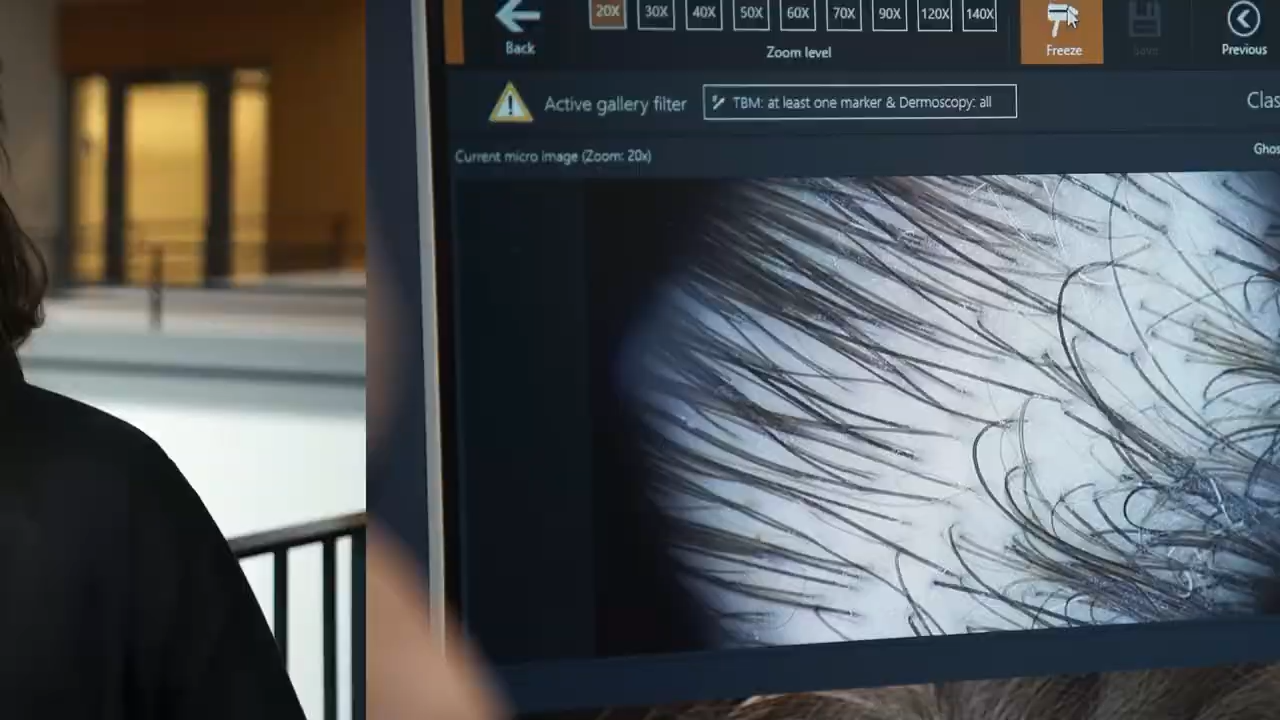 Back
20X 30X 40X 50X 60X 70X 90X 120X 140X
Zoom level
Freeze
Save
Previous
Active gallery filter
TBM: at least one marker & Dermoscopy: all
Clas
Current micro image (Zoom: 20x)
Ghos